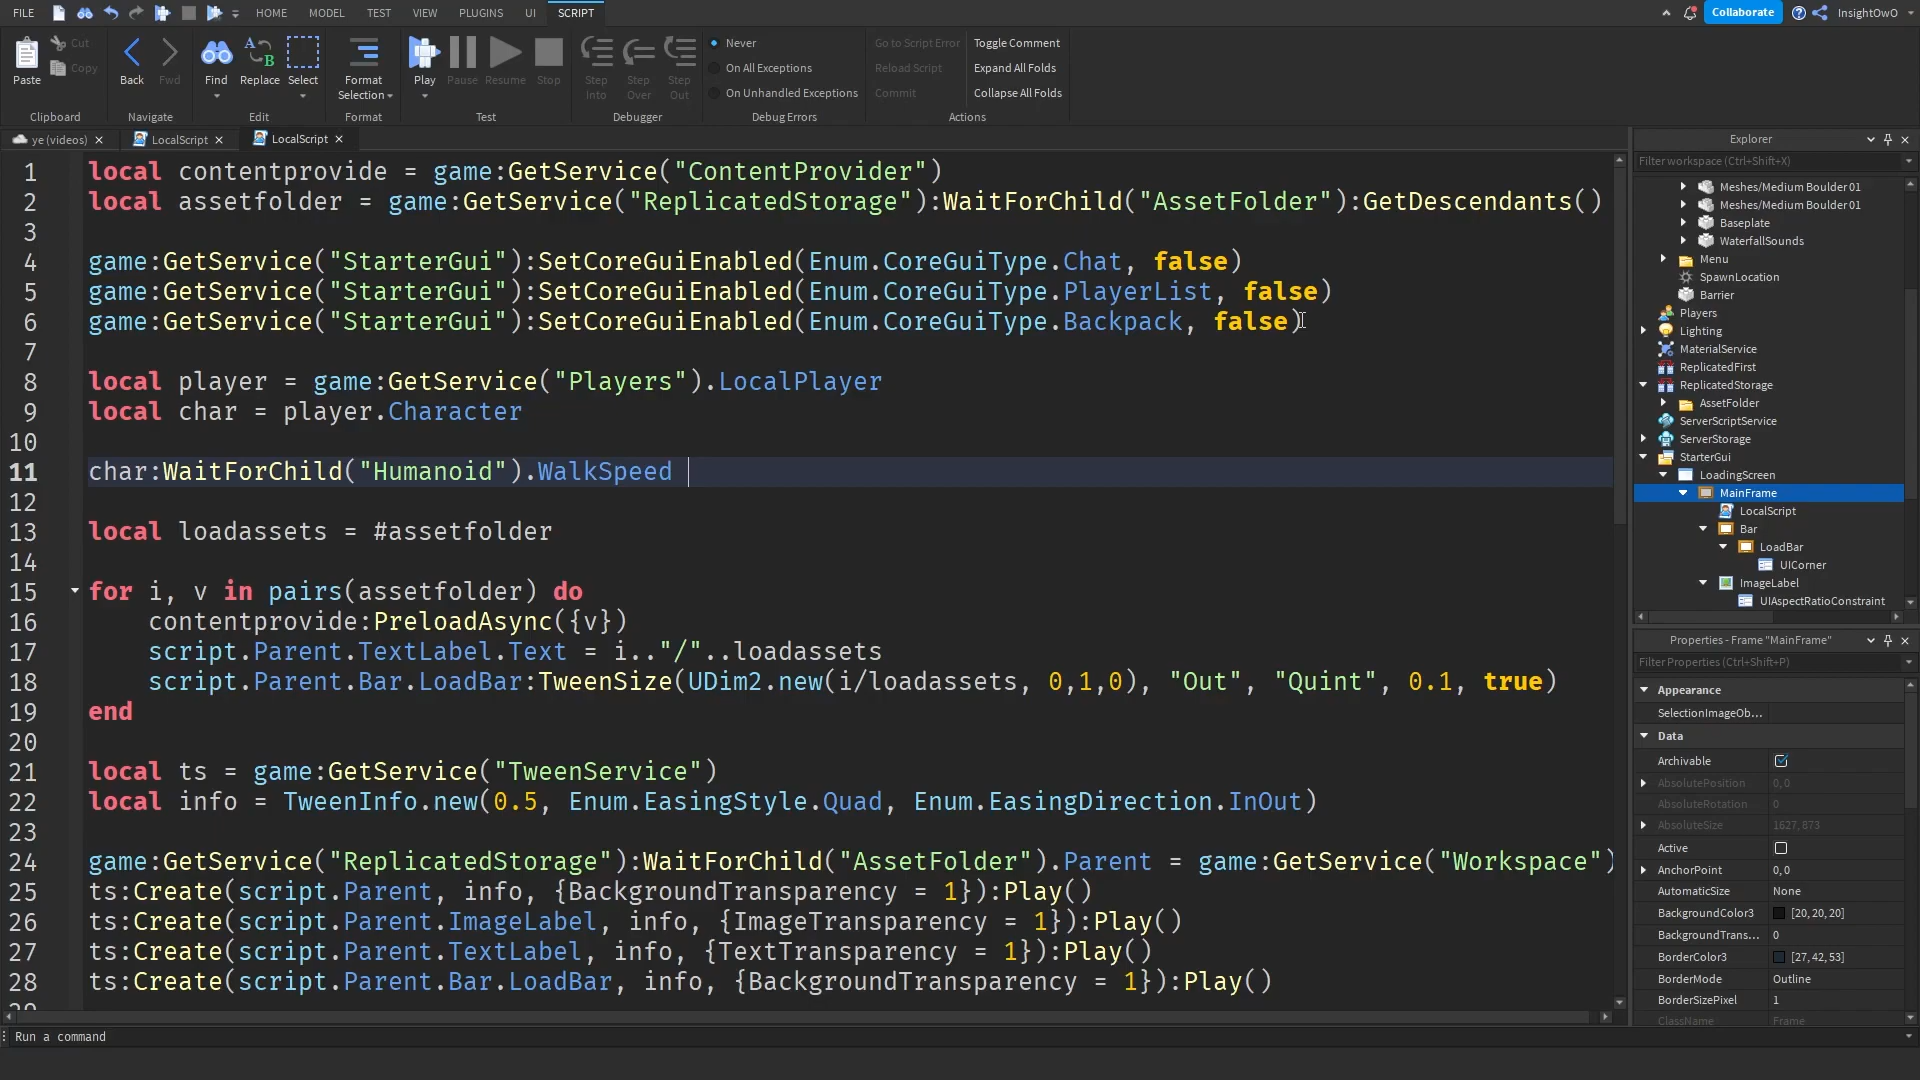 FILE HOME MODEL TEST VIEW PLUGINS UI SCRIPT Collaborate InsightOwO
Paste Cut Copy Back Fwd Find Replace Select Format Selection Play Pause Resume Stop Step Into Step Over Step Out
Never
On All Exceptions
On Unhandled Exceptions
Go to Script Error
Reload Script
Commit
Toggle Comment
Expand All Folds
Collapse All Folds
Clipboard Navigate Edit Format Test Debugger Debug Errors Actions
ye (videos) LocalScript LocalScript
1 local contentprovide = game:GetService("ContentProvider")
2 local assetfolder = game:GetService("ReplicatedStorage"):WaitForChild("AssetFolder"):GetDescendants()
3
4 game:GetService("StarterGui"):SetCoreGuiEnabled(Enum.CoreGuiType.Chat, false)
5 game:GetService("StarterGui"):SetCoreGuiEnabled(Enum.CoreGuiType.PlayerList, false)
6 game:GetService("StarterGui"):SetCoreGuiEnabled(Enum.CoreGuiType.Backpack, false)
7
8 local player = game:GetService("Players").LocalPlayer
9 local char = player.Character
10
11 char:WaitForChild("Humanoid").WalkSpeed
12
13 local loadassets = #assetfolder
14
15 for i, v in pairs(assetfolder) do
16 contentprovide:PreloadAsync({v})
17 script.Parent.TextLabel.Text = i.."/"..loadassets
18 script.Parent.Bar.LoadBar:TweenSize(UDim2.new(i/loadassets, 0,1,0), "Out", "Quint", 0.1, true)
19 end
20
21 local ts = game:GetService("TweenService")
22 local info = TweenInfo.new(0.5, Enum.EasingStyle.Quad, Enum.EasingDirection.InOut)
23
24 game:GetService("ReplicatedStorage"):WaitForChild("AssetFolder").Parent = game:GetService("Workspace")
25 ts:Create(script.Parent, info, {BackgroundTransparency = 1}):Play()
26 ts:Create(script.Parent.ImageLabel, info, {ImageTransparency = 1}):Play()
27 ts:Create(script.Parent.TextLabel, info, {TextTransparency = 1}):Play()
28 ts:Create(script.Parent.Bar.LoadBar, info, {BackgroundTransparency = 1}):Play()
29
Run a command
Explorer
Filter workspace (Ctrl+Shift+X)
Meshes/Medium Boulder 01
Meshes/Medium Boulder 01
Baseplate
WaterfallSounds
Menu
SpawnLocation
Barrier
Players
Lighting
MaterialService
ReplicatedFirst
ReplicatedStorage
AssetFolder
ServerScriptService
ServerStorage
StarterGui
LoadingScreen
MainFrame
LocalScript
Bar
LoadBar
UICorner
ImageLabel
UIAspectRatioConstraint
Properties - Frame "MainFrame"
Filter Properties (Ctrl+Shift+P)
Appearance
SelectionImageOb...
Data
Archivable
AbsolutePosition 0, 0
AbsoluteRotation 0
AbsoluteSize 1627, 873
Active
AnchorPoint 0, 0
AutomaticSize None
BackgroundColor3 [20, 20, 20]
BackgroundTrans... 0
BorderColor3 [27, 42, 53]
BorderMode Outline
BorderSizePixel 1
ClassName Frame